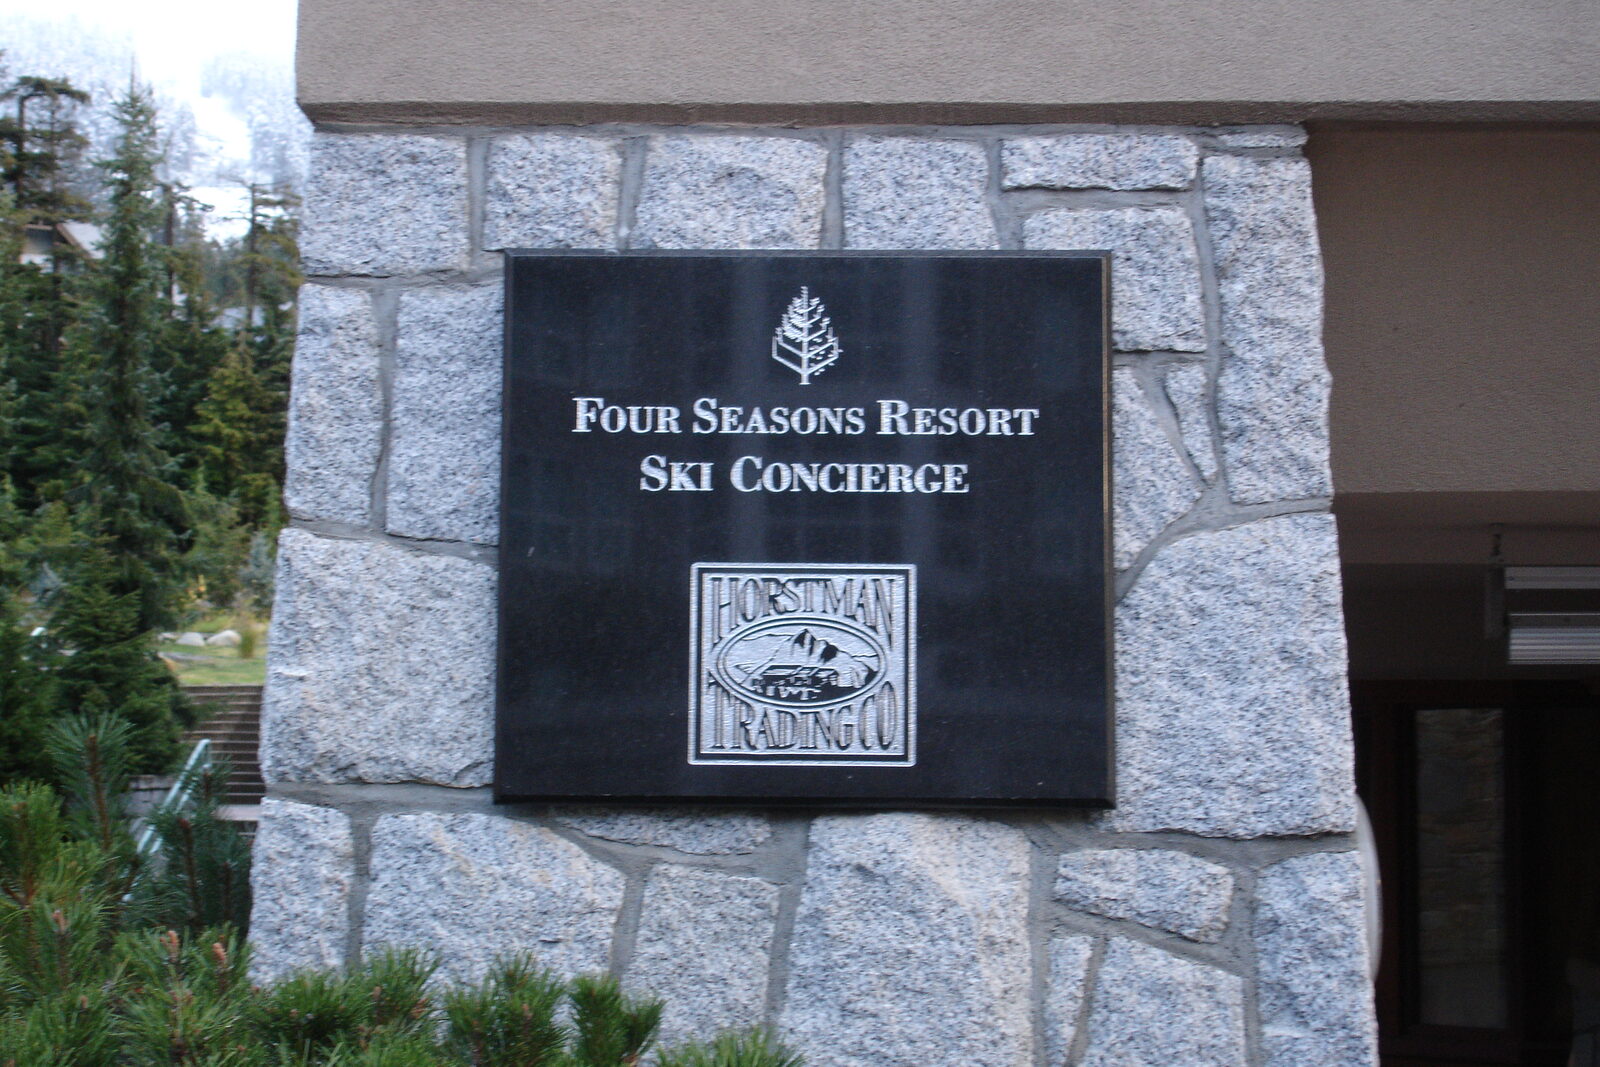 FOUR SEASONS RESORT
SKI CONCIERGE
HORSTMAN
TRADING CO